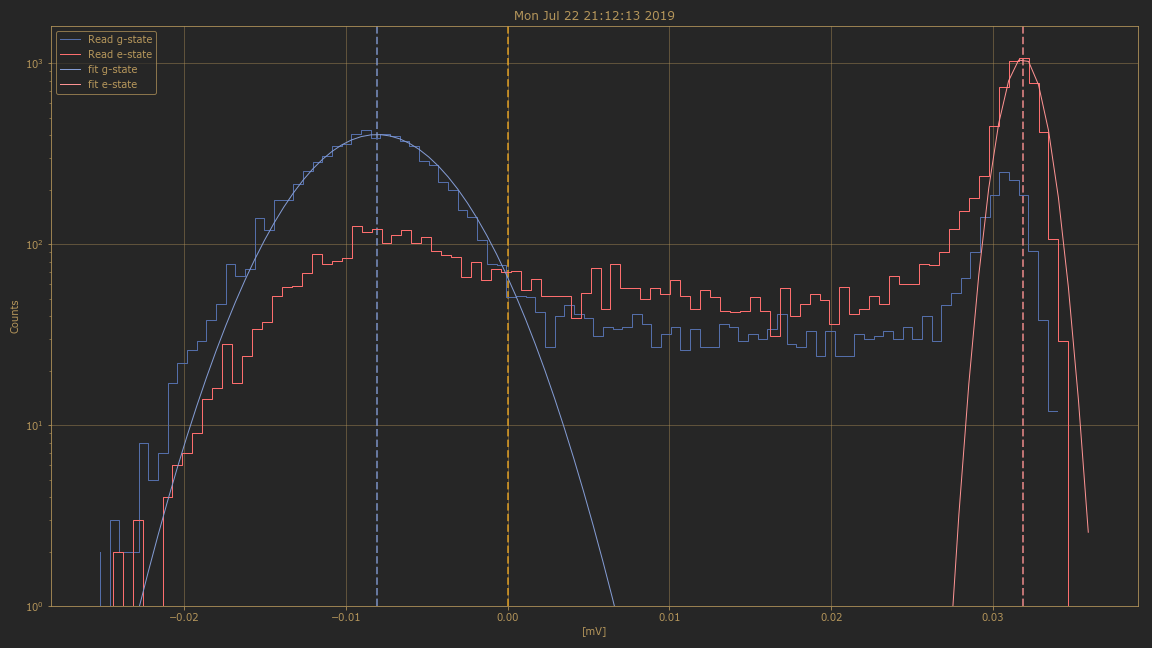 Mon Jul 22 21:12:13 2019
Read g-state
Read e-state
fit g-state
fit e-state
Counts
10³
10²
10¹
10⁰
−0.02 −0.01 0.00 0.01 0.02 0.03
[mV]